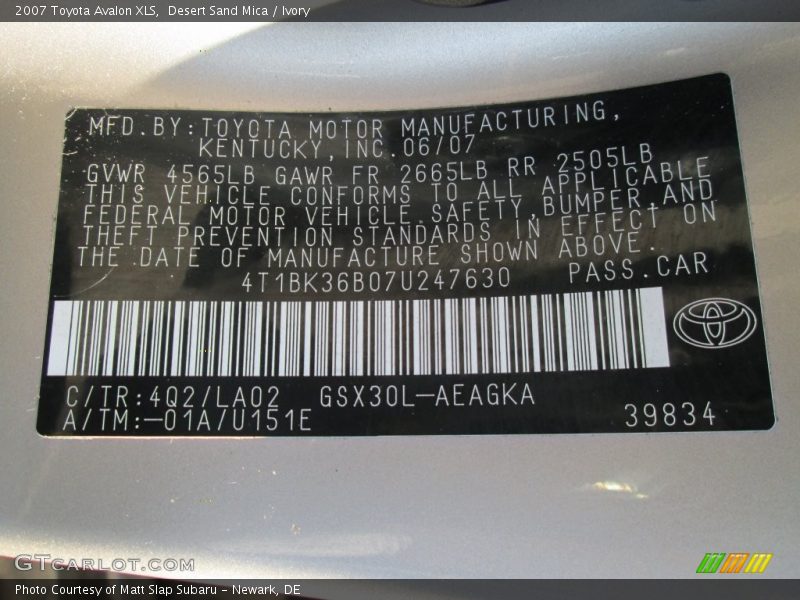 2007 Toyota Avalon XLS,  Desert Sand Mica / Ivory
MFD.BY:TOYOTA MOTOR MANUFACTURING,
KENTUCKY,INC.06/07
GVWR 4565LB GAWR FR 2665LB RR 2505LB
THIS VEHICLE CONFORMS TO ALL APPLICABLE
FEDERAL MOTOR VEHICLE SAFETY,BUMPER,AND
THEFT PREVENTION STANDARDS IN EFFECT ON
THE DATE OF MANUFACTURE SHOWN ABOVE.
4T1BK36B07U247630 PASS.CAR
C/TR:4Q2/LA02 GSX30L-AEAGKA
A/TM:-01A/U151E 39834
GTCARLOT.COM
Photo Courtesy of Matt Slap Subaru - Newark, DE